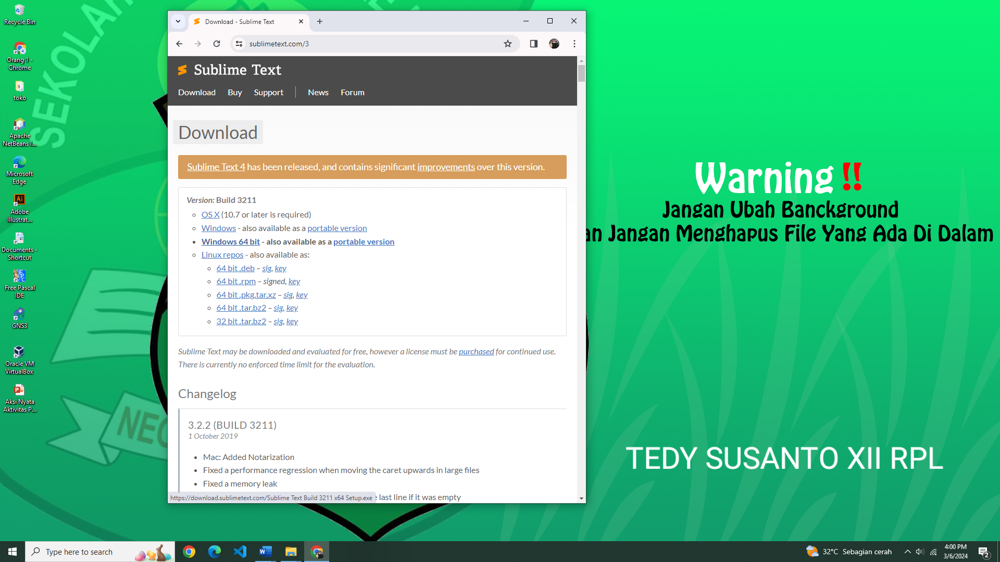 Recycle Bin
Orang 1 -
Chrome
toko
Apache
NetBeans I...
Microsoft
Edge
Adobe
Illustrat...
Documents -
Shortcut
Free Pascal
IDE
GNS3
Oracle VM
VirtualBox
Aksi Nyata
Aktivitas P...
Download - Sublime Text
sublimetext.com/3
Sublime Text
Download Buy Support News Forum
Download
Sublime Text 4 has been released, and contains significant improvements over this version.
Version: Build 3211
OS X (10.7 or later is required)
Windows - also available as a portable version
Windows 64 bit - also available as a portable version
Linux repos - also available as:
64 bit .deb – sig, key
64 bit .rpm – signed, key
64 bit .pkg.tar.xz – sig, key
64 bit .tar.bz2 – sig, key
32 bit .tar.bz2 – sig, key
Sublime Text may be downloaded and evaluated for free, however a license must be purchased for continued use.
There is currently no enforced time limit for the evaluation.
Changelog
3.2.2 (BUILD 3211)
1 October 2019
Mac: Added Notarization
Fixed a performance regression when moving the caret upwards in large files
Fixed a memory leak
last line if it was empty
https://download.sublimetext.com/Sublime Text Build 3211 x64 Setup.exe
SEKOLAH
NEG
Warning !!
Jangan Ubah Banckground
an Jangan Menghapus File Yang Ada Di Dalam
TEDY SUSANTO XII RPL
Type here to search
32°C Sebagian cerah
4:00 PM
3/6/2024
2